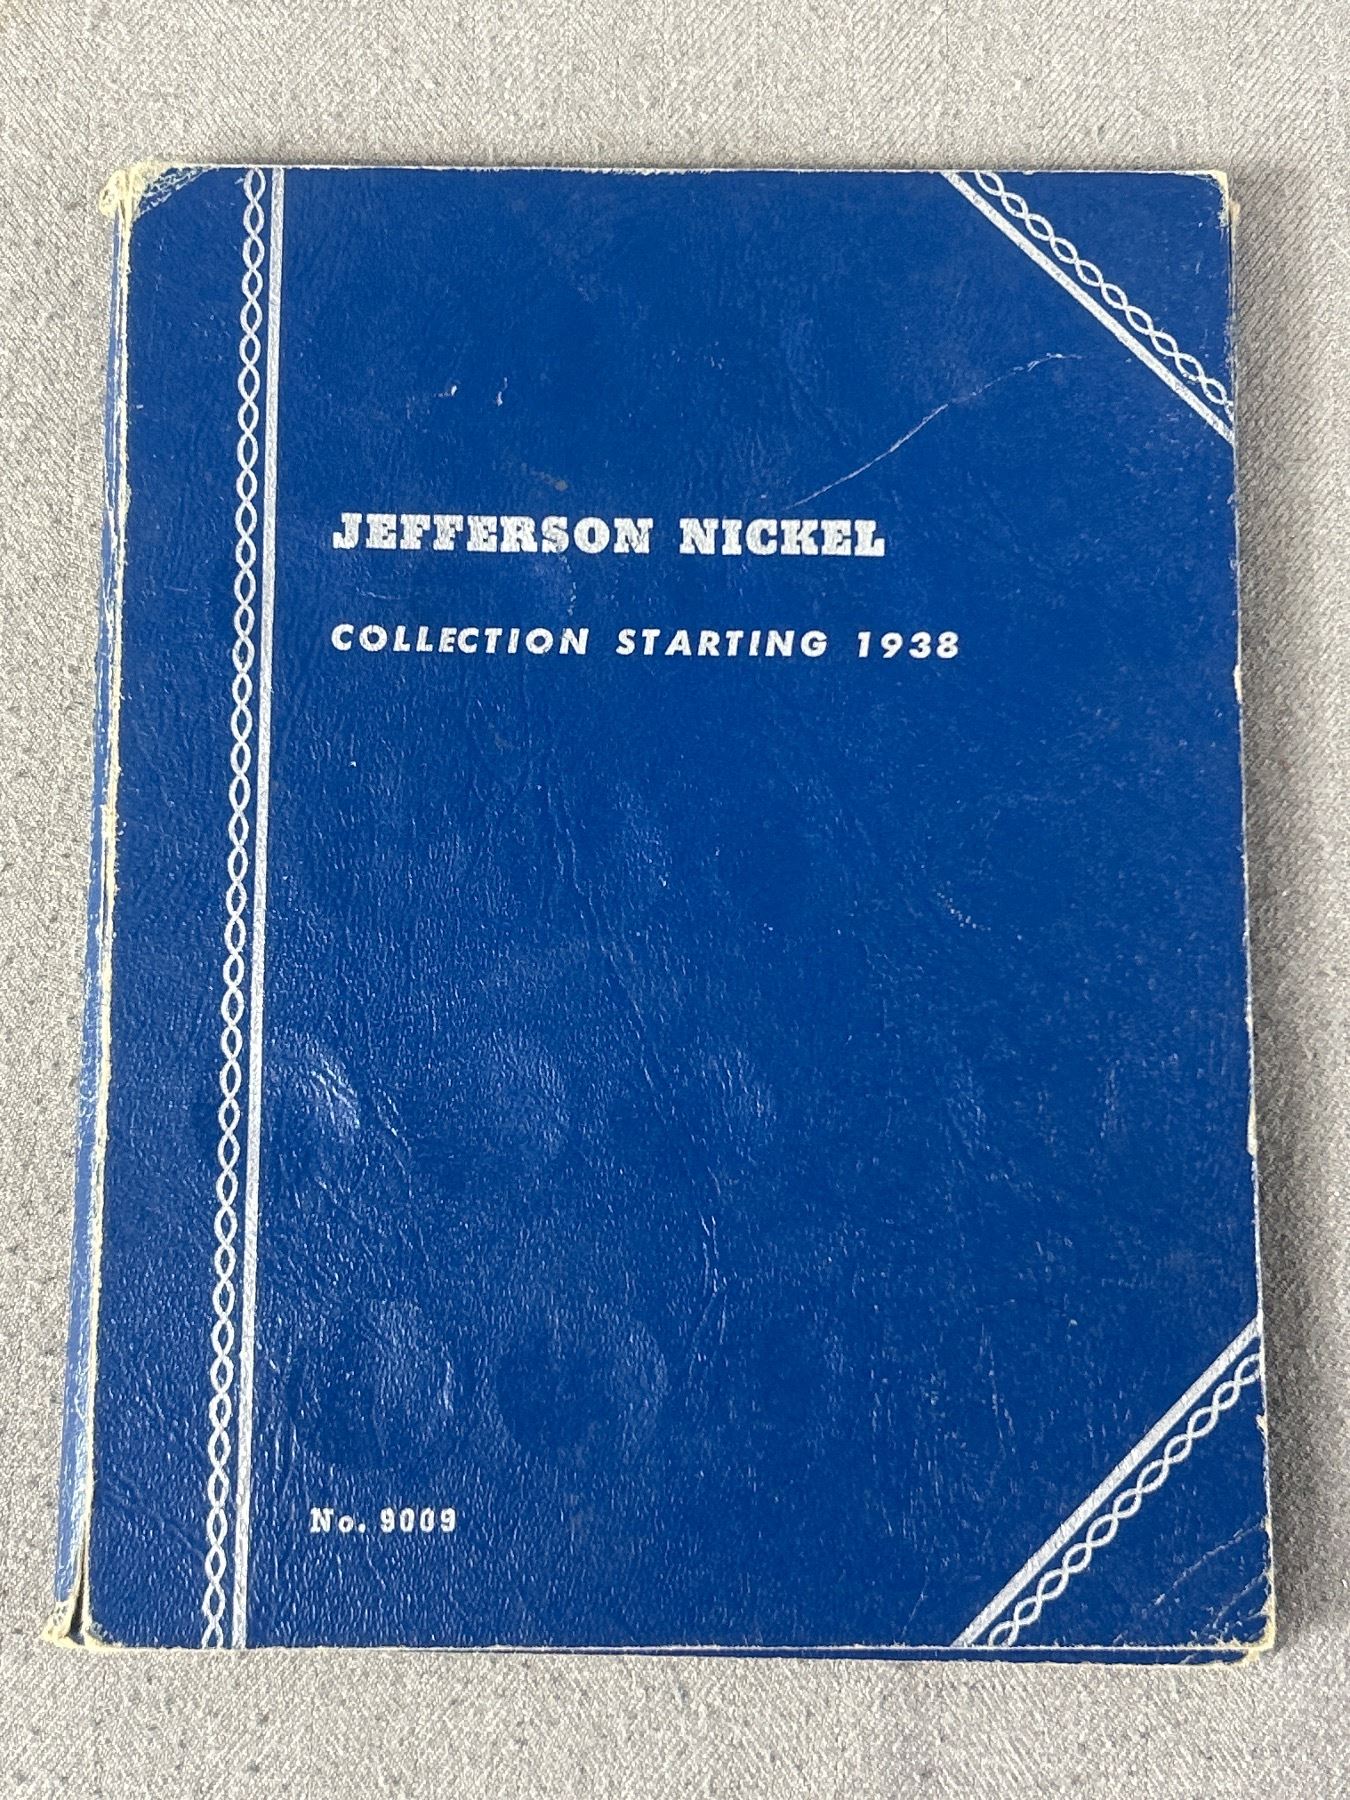 JEFFERSON NICKEL
COLLECTION STARTING 1938
No. 9009